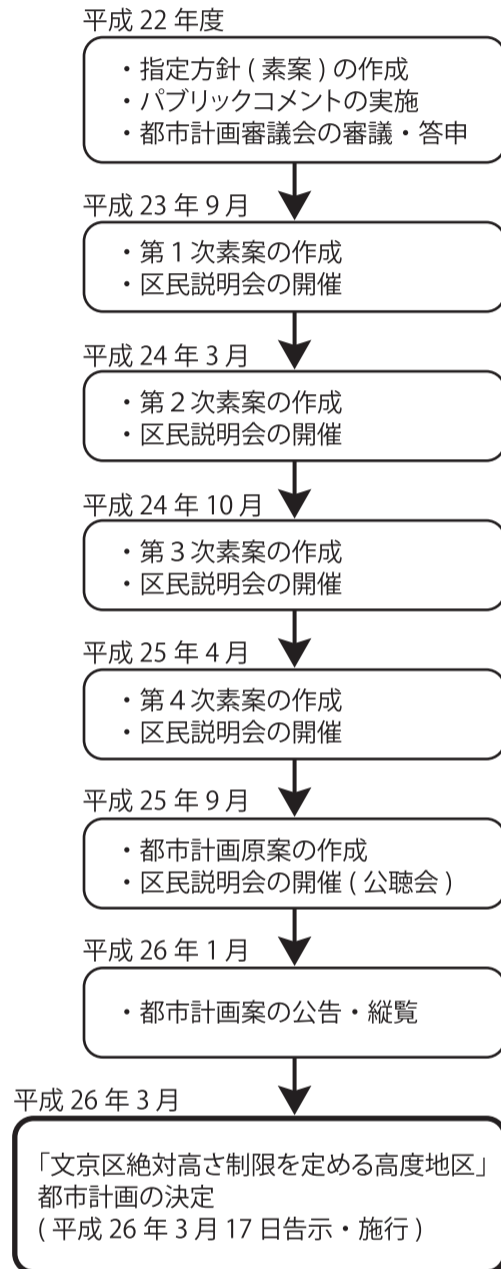 平成 22 年度
・指定方針 ( 素案 ) の作成
・パブリックコメントの実施
・都市計画審議会の審議・答申
平成 23 年 9 月
・第 1 次素案の作成
・区民説明会の開催
平成 24 年 3 月
・第 2 次素案の作成
・区民説明会の開催
平成 24 年 10 月
・第 3 次素案の作成
・区民説明会の開催
平成 25 年 4 月
・第 4 次素案の作成
・区民説明会の開催
平成 25 年 9 月
・都市計画原案の作成
・区民説明会の開催 ( 公聴会 )
平成 26 年 1 月
・都市計画案の公告・縦覧
平成 26 年 3 月
「文京区絶対高さ制限を定める高度地区」
都市計画の決定
( 平成 26 年 3 月 17 日告示・施行 )